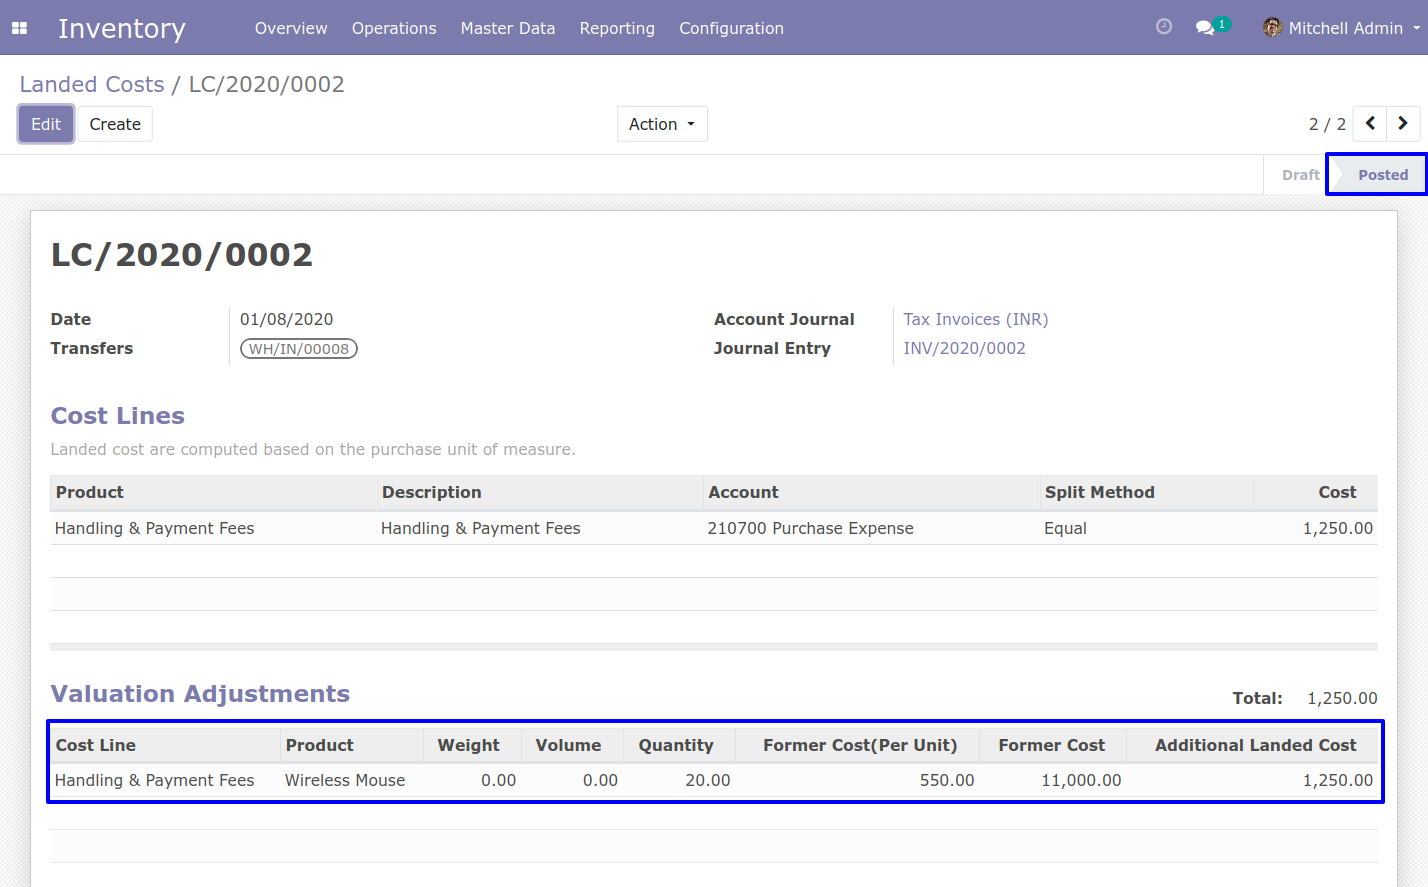 Inventory Overview Operations Master Data Reporting Configuration 1 Mitchell Admin
Landed Costs / LC/2020/0002
Edit Create Action 2 / 2
Draft Posted
LC/2020/0002
Date 01/08/2020 Account Journal Tax Invoices (INR)
Transfers WH/IN/00008 Journal Entry INV/2020/0002
Cost Lines
Landed cost are computed based on the purchase unit of measure.
Product Description Account Split Method Cost
Handling & Payment Fees Handling & Payment Fees 210700 Purchase Expense Equal 1,250.00
Valuation Adjustments Total: 1,250.00
Cost Line Product Weight Volume Quantity Former Cost(Per Unit) Former Cost Additional Landed Cost
Handling & Payment Fees Wireless Mouse 0.00 0.00 20.00 550.00 11,000.00 1,250.00